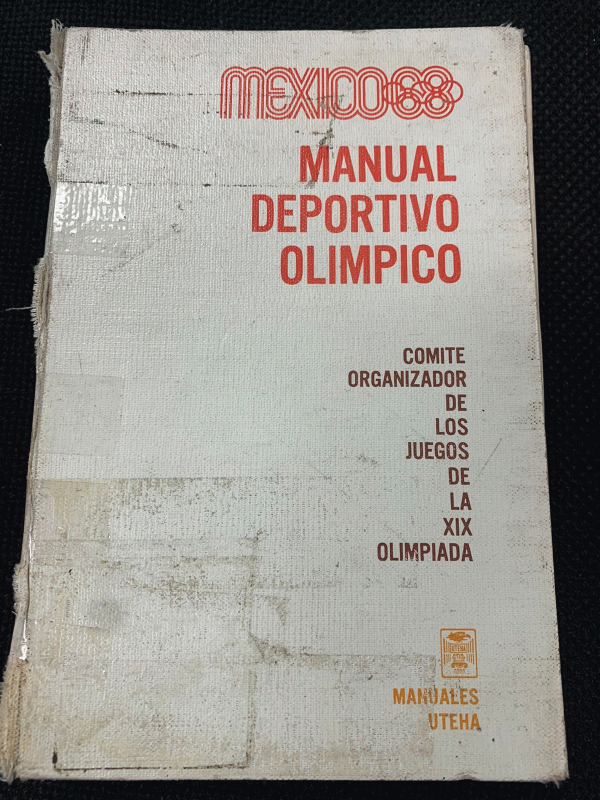 MEXICO68
MANUAL
DEPORTIVO
OLIMPICO
COMITE
ORGANIZADOR
DE
LOS
JUEGOS
DE
LA
XIX
OLIMPIADA
MANUALES
UTEHA